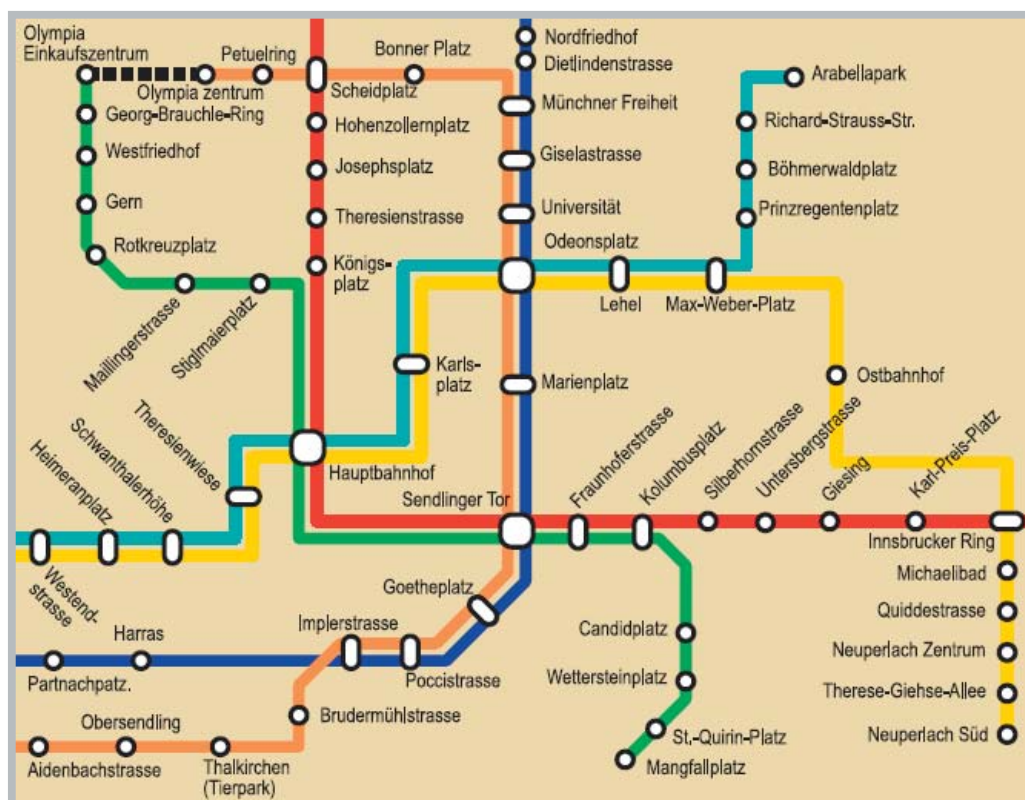 Olympia
Einkaufszentrum
Petuelring
Bonner Platz
Nordfriedhof
Dietlindenstrasse
Arabellapark
Olympia zentrum
Scheidplatz
Münchner Freiheit
Georg-Brauchle-Ring
Hohenzollernplatz
Richard-Strauss-Str.
Westfriedhof
Josephsplatz
Giselastrasse
Böhmerwaldplatz
Gern
Theresienstrasse
Universität
Prinzregentenplatz
Rotkreuzplatz
Odeonsplatz
Königs-
platz
Maillingerstrasse
Stiglmaierplatz
Lehel
Max-Weber-Platz
Karls-
platz
Marienplatz
Ostbahnhof
Theresienwiese
Schwanthalerhöhe
Heimeranplatz
Hauptbahnhof
Sendlinger Tor
Fraunhoferstrasse
Kolumbusplatz
Silberhornstrasse
Untersbergstrasse
Giesing
Karl-Preis-Platz
Innsbrucker Ring
Westend-
strasse
Goetheplatz
Michaelibad
Implerstrasse
Quiddestrasse
Harras
Candidplatz
Neuperlach Zentrum
Partnachpatz.
Poccistrasse
Wettersteinplatz
Therese-Giehse-Allee
Obersendling
Brudermühlstrasse
St.-Quirin-Platz
Neuperlach Süd
Aidenbachstrasse
Thalkirchen
(Tierpark)
Mangfallplatz